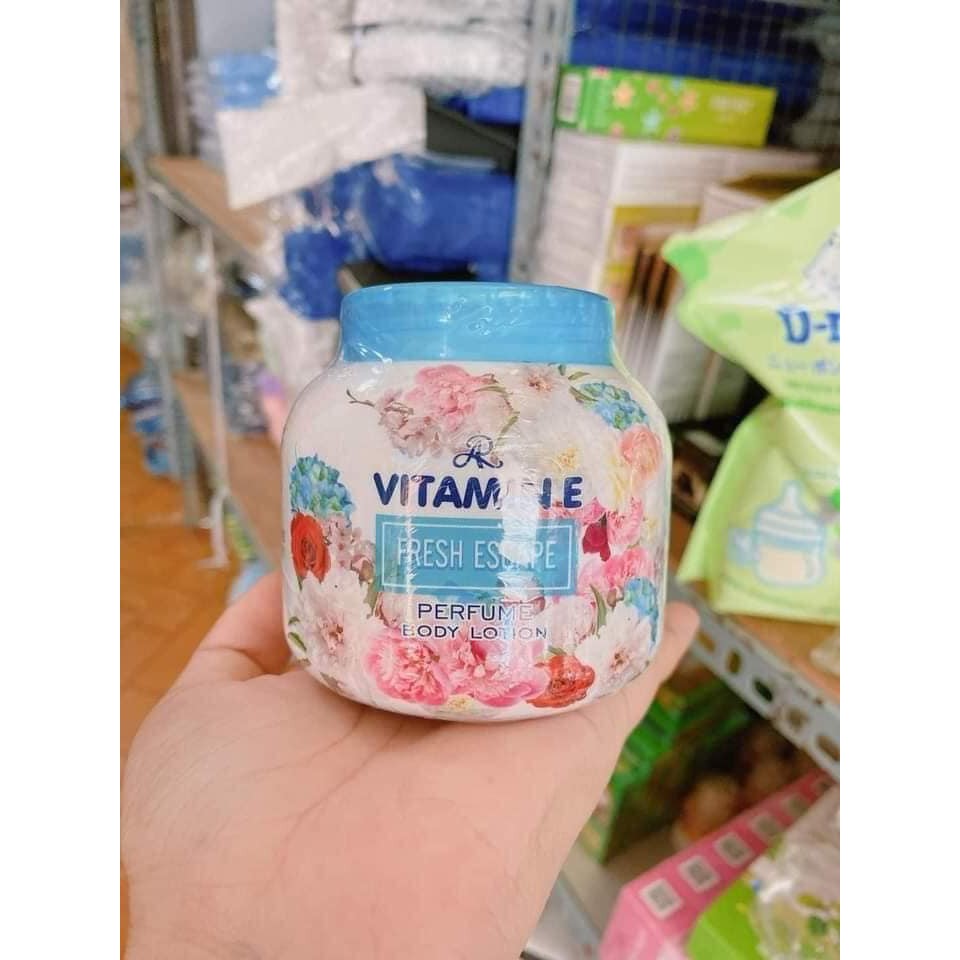 AR
VITAMIN E
FRESH ESCAPE
PERFUME
BODY LOTION